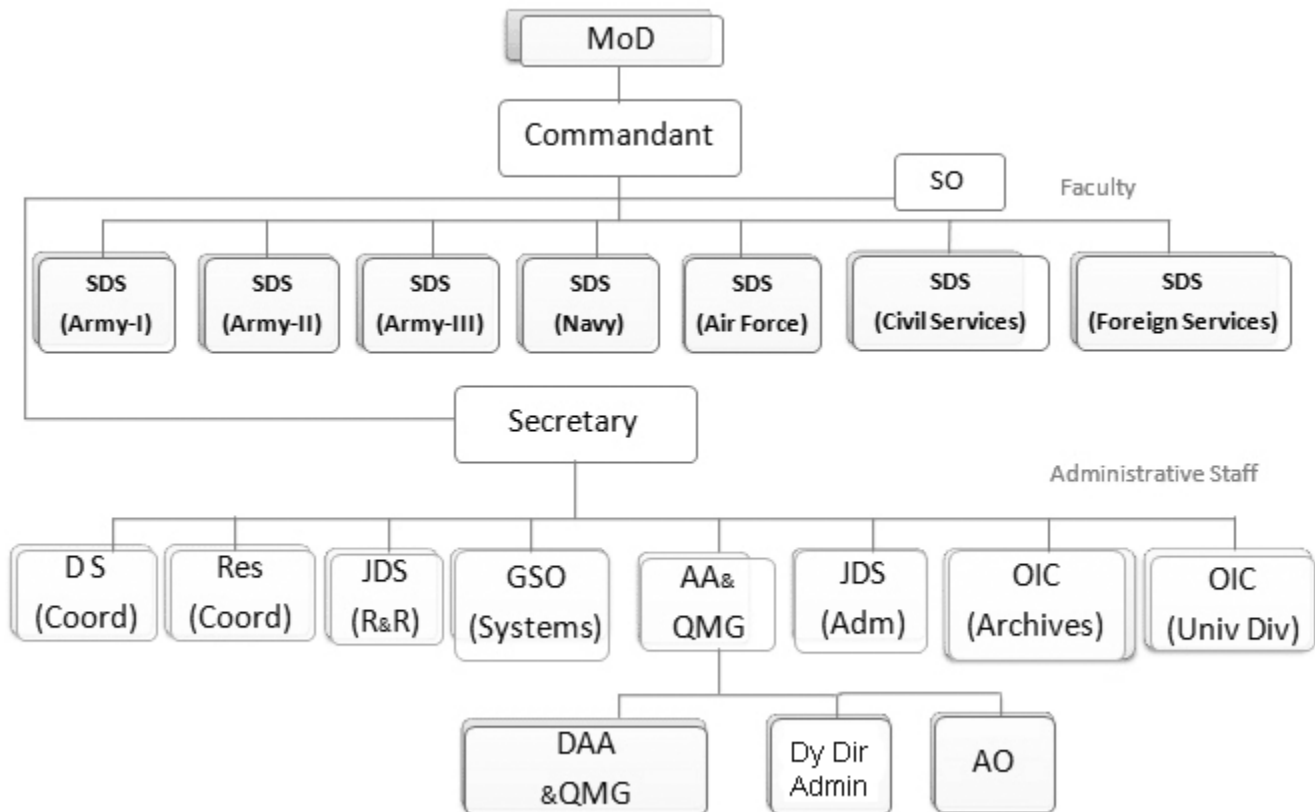 MoD
Commandant
SO
Faculty
SDS
(Army-I)
SDS
(Army-II)
SDS
(Army-III)
SDS
(Navy)
SDS
(Air Force)
SDS
(Civil Services)
SDS
(Foreign Services)
Secretary
Administrative Staff
D S
(Coord)
Res
(Coord)
JDS
(R&R)
GSO
(Systems)
AA&
QMG
JDS
(Adm)
OIC
(Archives)
OIC
(Univ Div)
DAA
&QMG
Dy Dir
Admin
AO